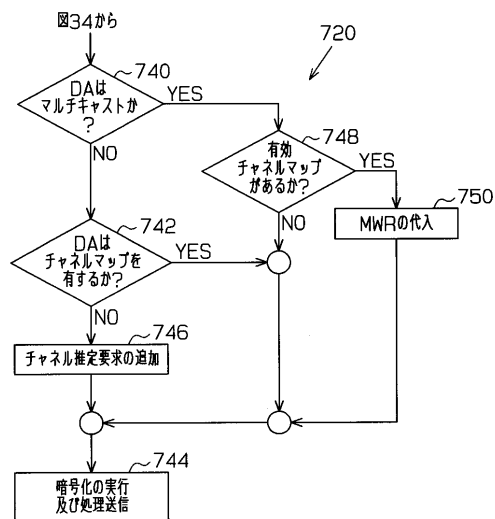 図34から
720
740
DAは
マルチキャストか
?
YES
NO
748
有効
チャネルマップ
があるか?
YES
NO
750
MWRの代入
742
DAは
チャネルマップを
有するか?
YES
NO
746
チャネル推定要求の追加
744
暗号化の実行
及び処理送信